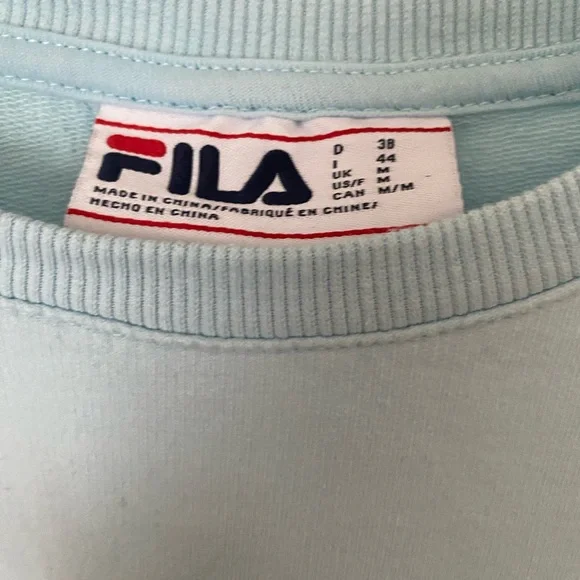 FILA
MADE IN CHINA/FABRIQUÉ EN CHINE/
HECHO EN CHINA
D 38
I 44
UK M
US/F M
CAN M/M